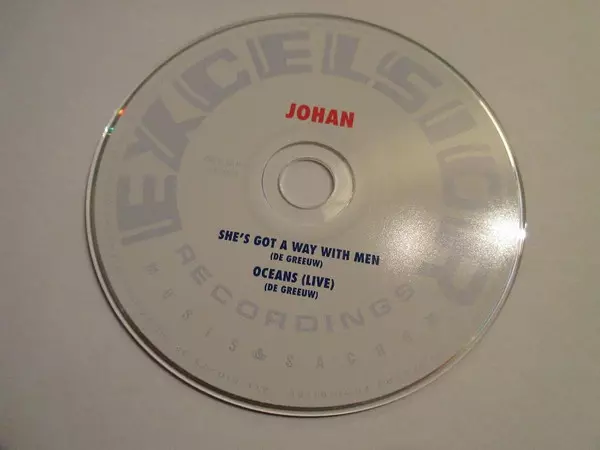 EXCELSIOR
JOHAN
SHE'S GOT A WAY WITH MEN
(DE GREEUW)
OCEANS (LIVE)
(DE GREEUW)
RECORDINGS